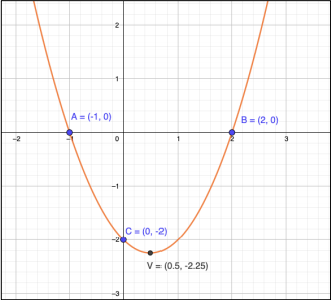 2
A = (-1, 0)
B = (2, 0)
1
-2
-1
0
1
2
3
-1
C = (0, -2)
-2
V = (0.5, -2.25)
-3